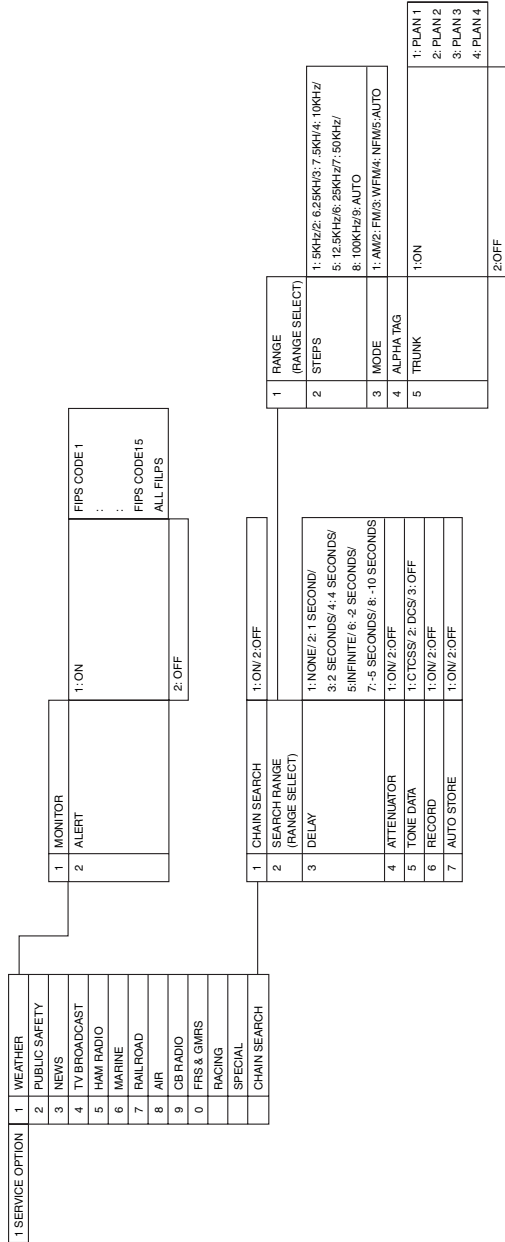 1 SERVICE OPTION
1 WEATHER
2 PUBLIC SAFETY
3 NEWS
4 TV BROADCAST
5 HAM RADIO
6 MARINE
7 RAILROAD
8 AIR
9 CB RADIO
0 FRS & GMRS
RACING
SPECIAL
CHAIN SEARCH
1 MONITOR
2 ALERT
1: ON
FIPS CODE 1
:
:
FIPS CODE15
ALL FILPS
2: OFF
1 CHAIN SEARCH
1: ON/ 2:OFF
2 SEARCH RANGE
(RANGE SELECT)
3 DELAY
1: NONE/ 2: 1 SECOND/
3:2 SECONDS/ 4: 4 SECONDS/
5:INFINITE/ 6: -2 SECONDS/
7: -5 SECONDS/ 8: -10 SECONDS
4 ATTENUATOR
1: ON/ 2:OFF
5 TONE DATA
1: CTCSS/ 2: DCS/ 3: OFF
6 RECORD
1: ON/ 2:OFF
7 AUTO STORE
1: ON/ 2:OFF
1 RANGE
(RANGE SELECT)
2 STEPS
1: 5KHz/2: 6.25KH/3: 7.5KH/4: 10KHz/
5: 12.5KHz/6: 25KHz/7: 50KHz/
8: 100KHz/9: AUTO
3 MODE
1: AM/2: FM/3: WFM/4: NFM/5:AUTO
4 ALPHA TAG
5 TRUNK
1:ON
1: PLAN 1
2: PLAN 2
3: PLAN 3
4: PLAN 4
2:OFF